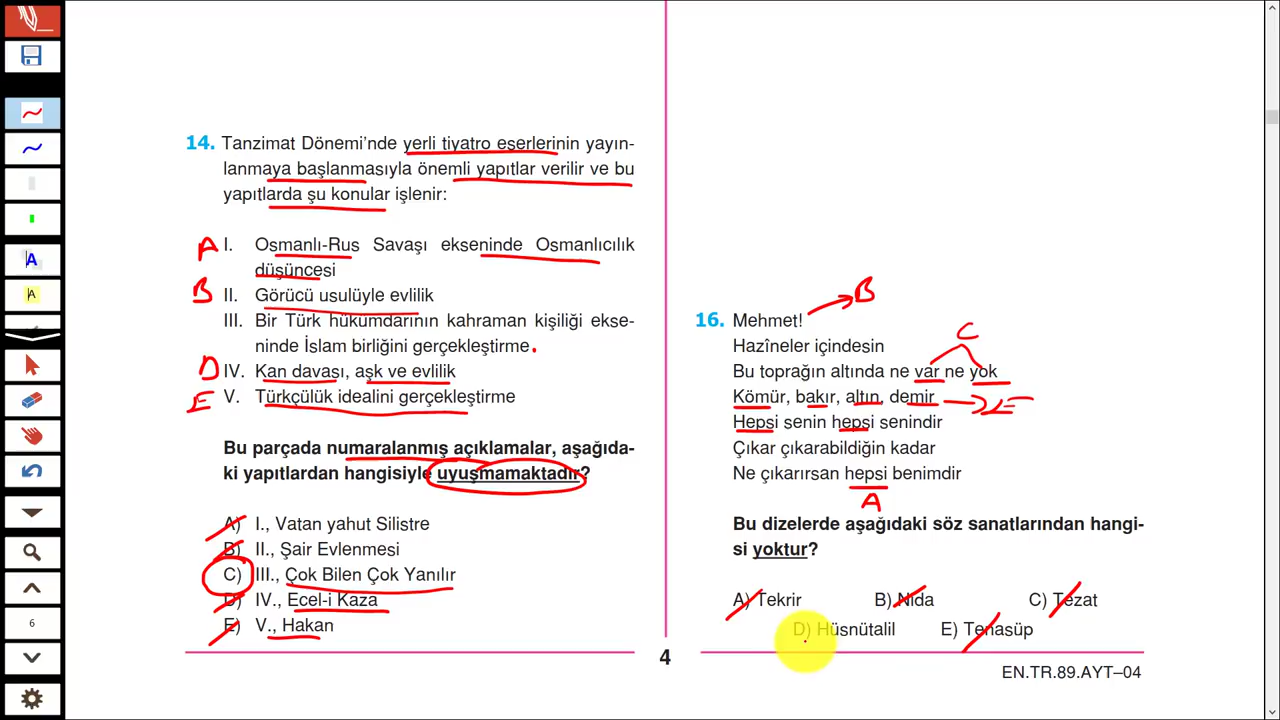 14. Tanzimat Dönemi'nde yerli tiyatro eserlerinin yayın-
lanmaya başlanmasıyla önemli yapıtlar verilir ve bu
yapıtlarda şu konular işlenir:
A I. Osmanlı-Rus Savaşı ekseninde Osmanlıcılık
düşüncesi
B II. Görücü usulüyle evlilik
III. Bir Türk hükümdarının kahraman kişiliği ekse-
ninde İslam birliğini gerçekleştirme.
D IV. Kan davası, aşk ve evlilik
E V. Türkçülük idealini gerçekleştirme
Bu parçada numaralanmış açıklamalar, aşağıda-
ki yapıtlardan hangisiyle uyuşmamaktadır?
A) I., Vatan yahut Silistre
B) II., Şair Evlenmesi
C) III., Çok Bilen Çok Yanılır
D) IV., Ecel-i Kaza
E) V., Hakan
B
16. Mehmet!
Hazîneler içindesin
C
Bu toprağın altında ne var ne yok
Kömür, bakır, altın, demir E
Hepsi senin hepsi senindir
Çıkar çıkarabildiğin kadar
Ne çıkarırsan hepsi benimdir
A
Bu dizelerde aşağıdaki söz sanatlarından hangi-
si yoktur?
A) Tekrir B) Nida C) Tezat
D) Hüsnütalil E) Tenasüp
4
EN.TR.89.AYT–04
A
A
6